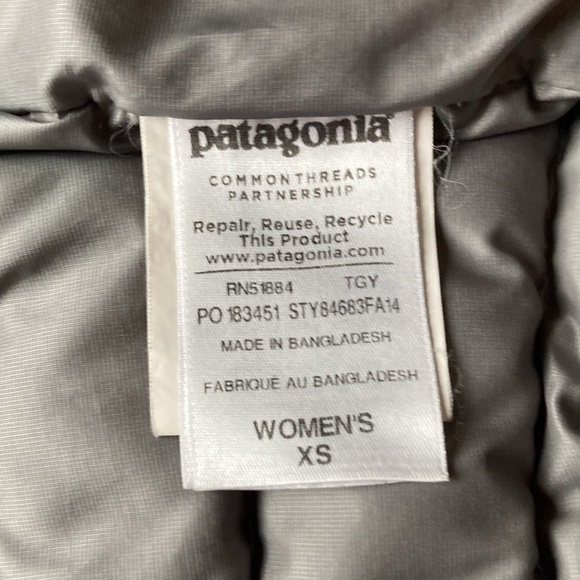 patagonia
COMMON THREADS
PARTNERSHIP
Repair, Reuse, Recycle
This Product
www.patagonia.com
RN51884 TGY
PO 183451 STY84683FA14
MADE IN BANGLADESH
FABRIQUÉ AU BANGLADESH
WOMEN'S
XS